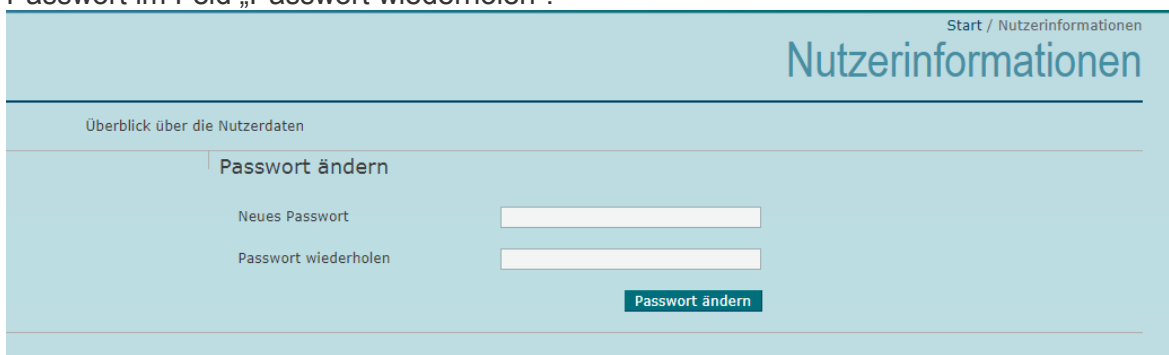 Passwort im Feld „Passwort wiederholen“.
Start / Nutzerinformationen
Nutzerinformationen
Überblick über die Nutzerdaten
Passwort ändern
Neues Passwort
Passwort wiederholen
Passwort ändern